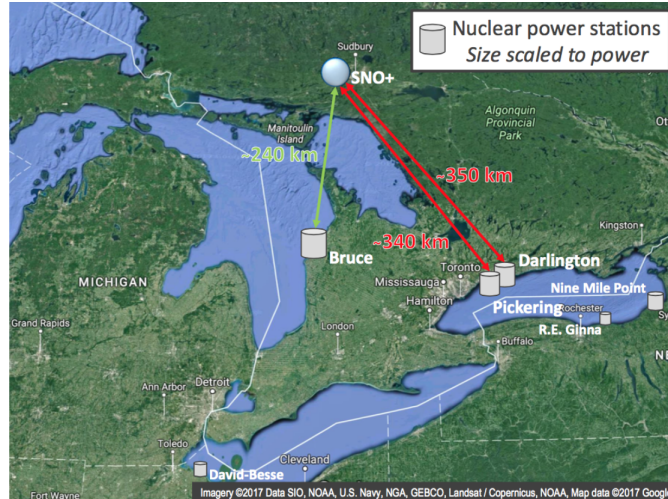 Nuclear power stations
Size scaled to power
Sudbury
SNO+
Manitoulin
Island
Algonquin
Provincial
Park
~240 km
~350 km
~340 km
Kingston
Bruce
Darlington
Toronto
MICHIGAN
Mississauga
Nine Mile Point
Hamilton
Pickering
Rochester
Sy
Grand Rapids
London
R.E. Ginna
Buffalo
NE
Ann Arbor
Detroit
Toledo
Cleveland
David-Besse
Fort Wayne
Imagery ©2017 Data SIO, NOAA, U.S. Navy, NGA, GEBCO, Landsat / Copernicus, NOAA, Map data ©2017 Google